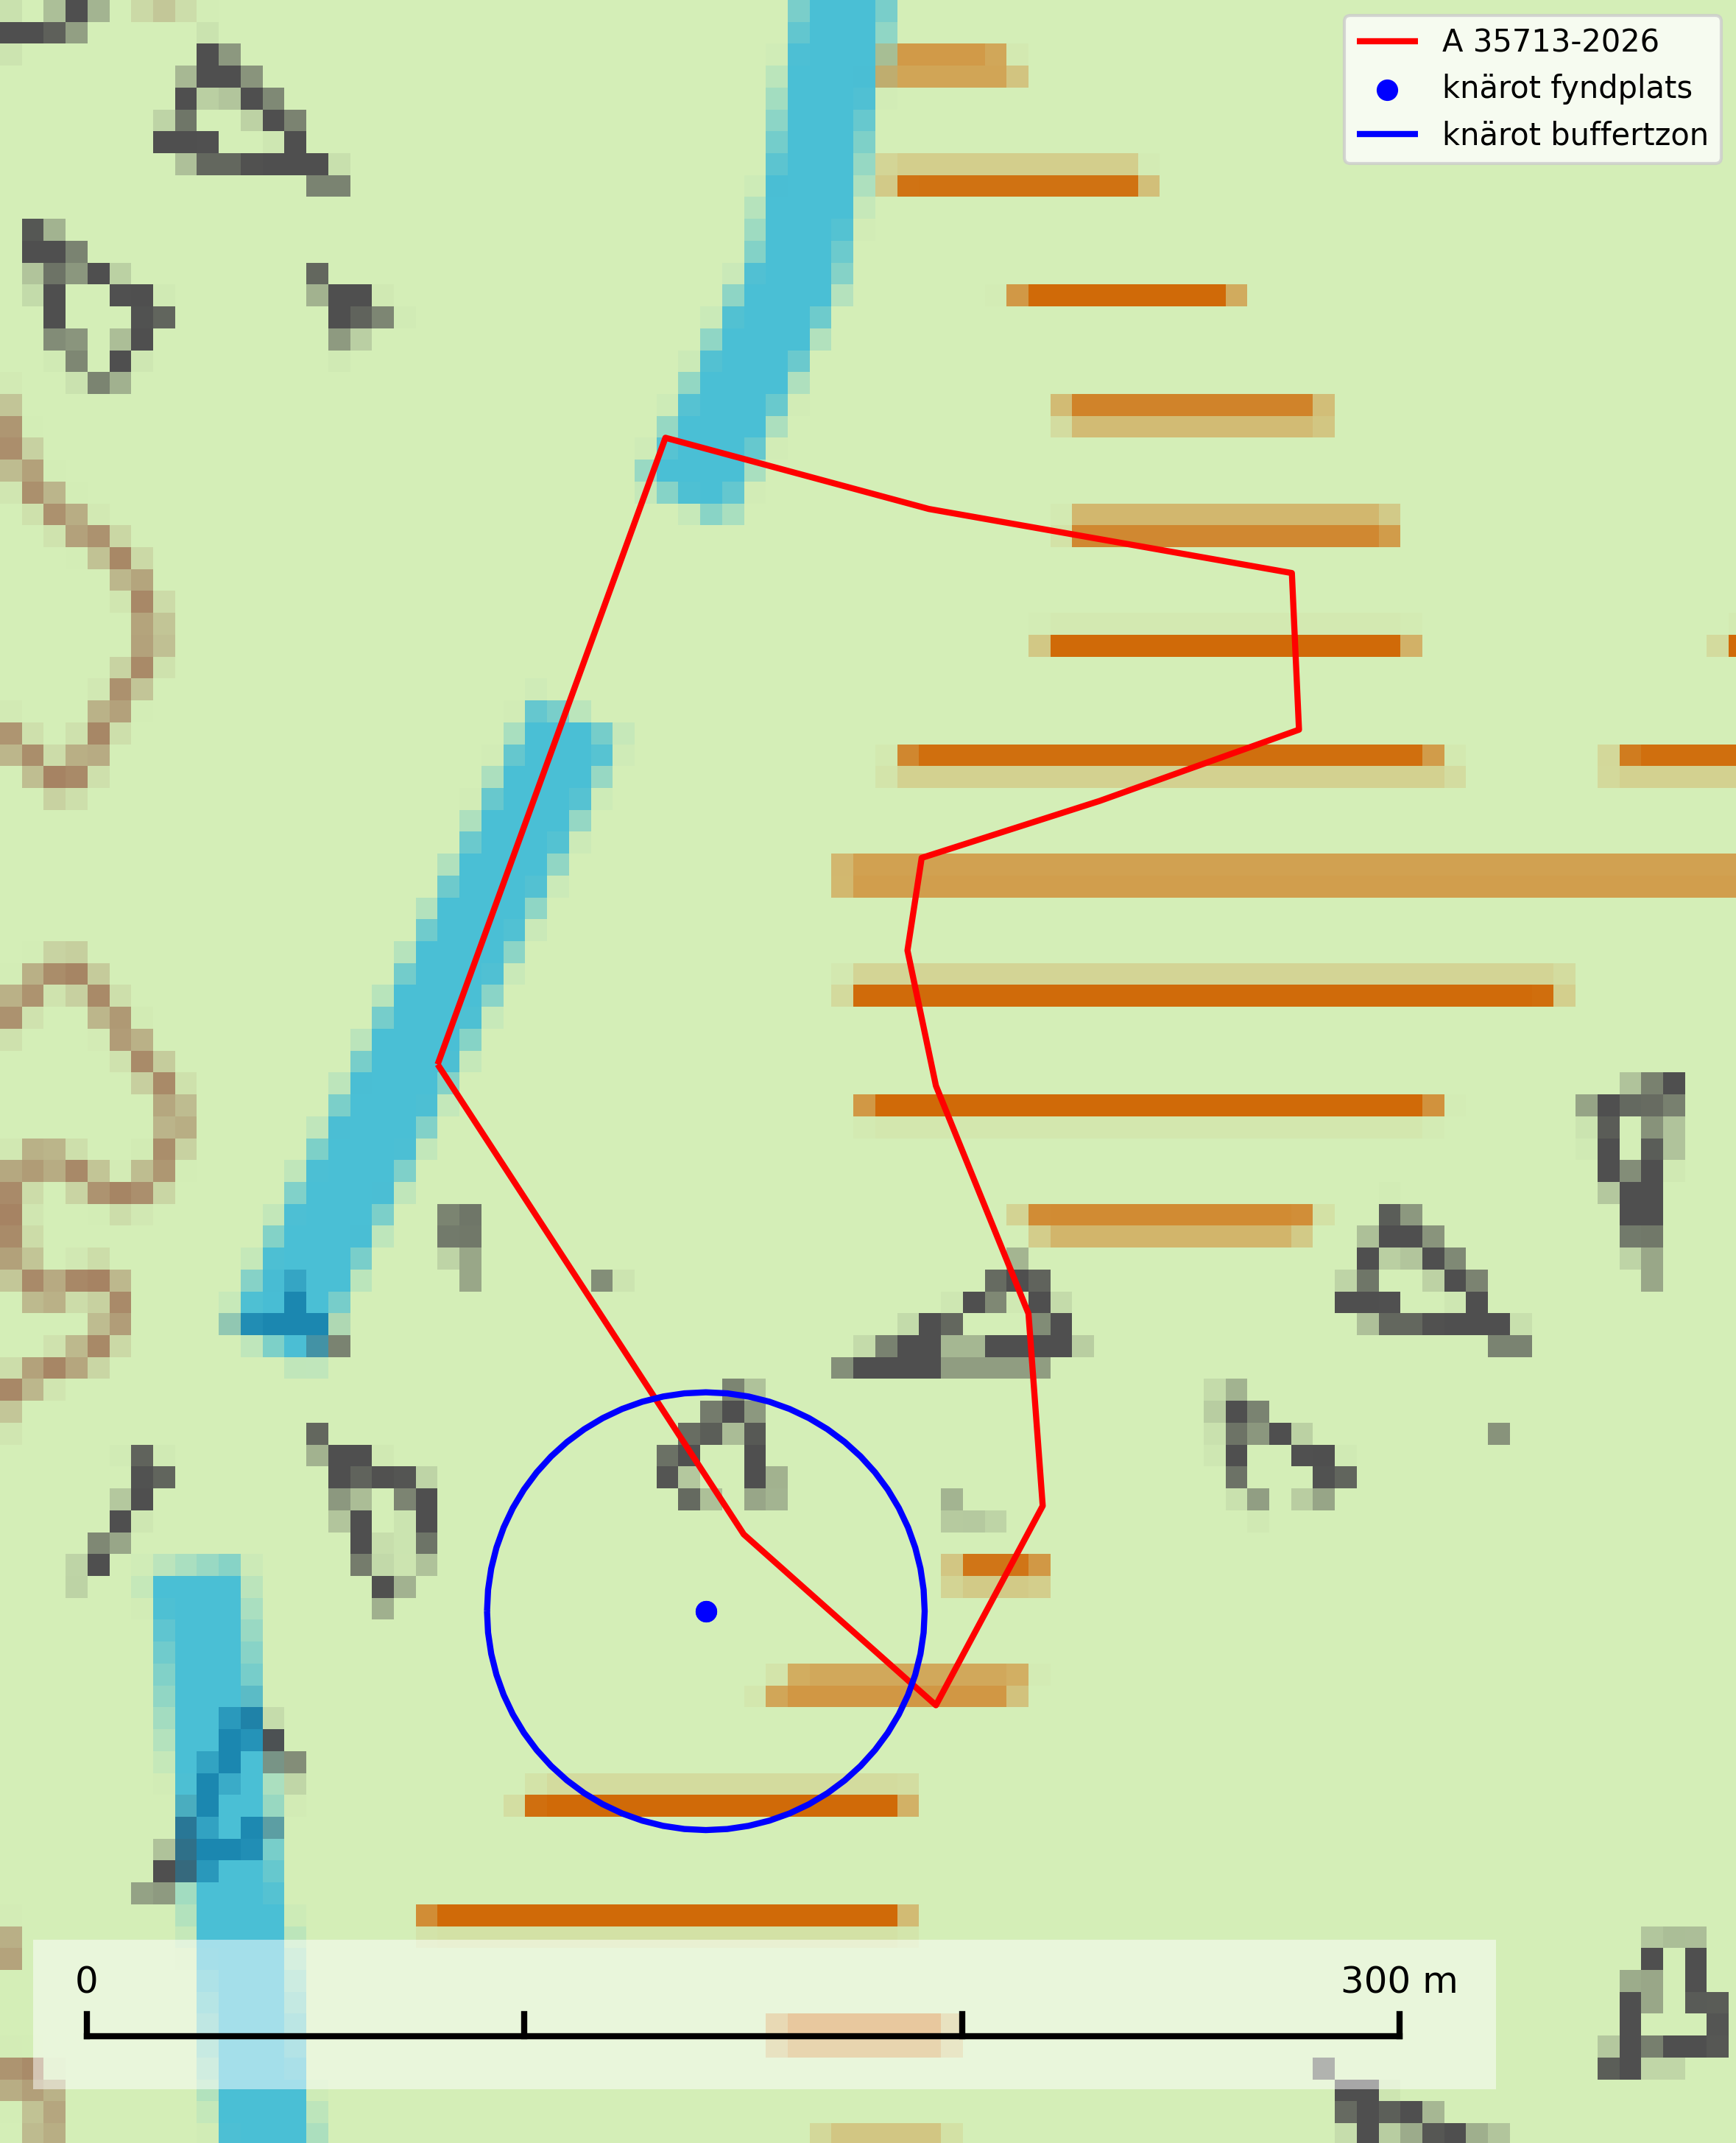 A 35713-2026
knärot fyndplats
knärot buffertzon
0 300 m